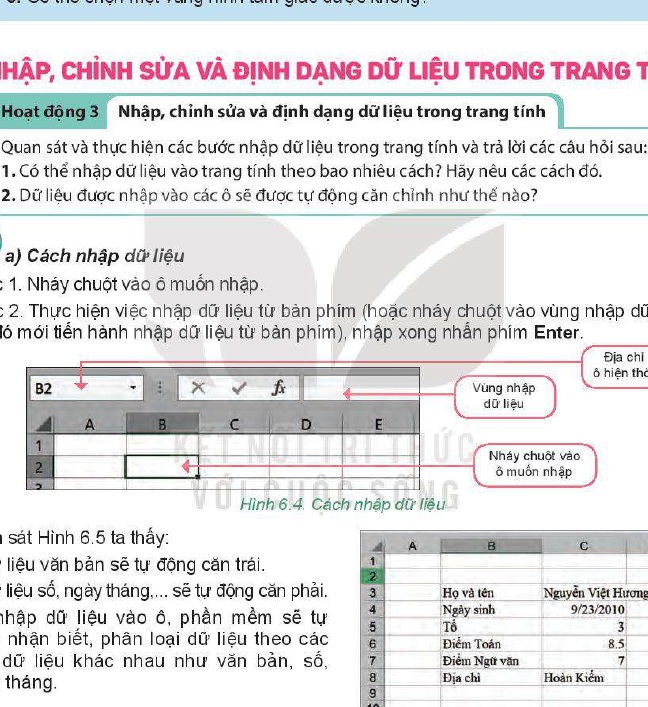 NHẬP, CHỈNH SỬA VÀ ĐỊNH DẠNG DỮ LIỆU TRONG TRANG T
Hoạt động 3 Nhập, chỉnh sửa và định dạng dữ liệu trong trang tính
Quan sát và thực hiện các bước nhập dữ liệu trong trang tính và trả lời các câu hỏi sau:
1. Có thể nhập dữ liệu vào trang tính theo bao nhiêu cách? Hãy nêu các cách đó.
2. Dữ liệu được nhập vào các ô sẽ được tự động căn chỉnh như thế nào?
a) Cách nhập dữ liệu
c 1. Nháy chuột vào ô muốn nhập.
c 2. Thực hiện việc nhập dữ liệu từ bàn phím (hoặc nháy chuột vào vùng nhập dữ
đó mới tiến hành nhập dữ liệu từ bàn phím), nhập xong nhấn phím Enter.
Địa chỉ
ô hiện thờ
B2 fx
Vùng nhập
dữ liệu
A B C D E
1
2
Nháy chuột vào
ô muốn nhập
KẾT NỐI TRI THỨC
VỚI CUỘC SỐNG
Hình 6.4. Cách nhập dữ liệu
n sát Hình 6.5 ta thấy:
liệu văn bản sẽ tự động căn trái.
liệu số, ngày tháng,... sẽ tự động căn phải.
nhập dữ liệu vào ô, phần mềm sẽ tự
nhận biết, phân loại dữ liệu theo các
dữ liệu khác nhau như văn bản, số,
tháng.
A B C
1
2
3 Họ và tên Nguyễn Việt Hương
4 Ngày sinh 9/23/2010
5 Tổ 3
6 Điểm Toán 8.5
7 Điểm Ngữ văn 7
8 Địa chỉ Hoàn Kiếm
9